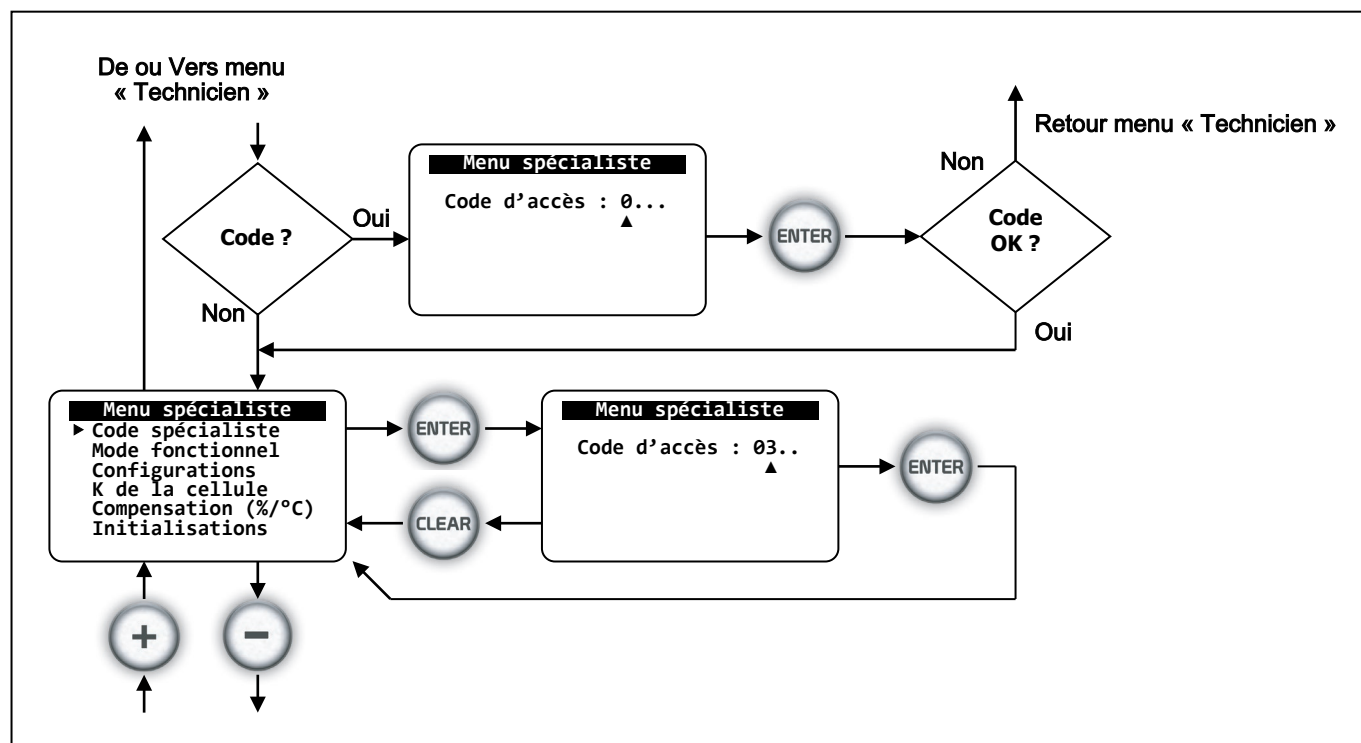 De ou Vers menu
« Technicien »
Code ?
Oui
Non
Menu spécialiste
Code d’accès : 0...
▲
ENTER
Code
OK ?
Non
Retour menu « Technicien »
Oui
Menu spécialiste
► Code spécialiste
Mode fonctionnel
Configurations
K de la cellule
Compensation (%/°C)
Initialisations
ENTER
CLEAR
Menu spécialiste
Code d’accès : 03..
▲
ENTER
+
-